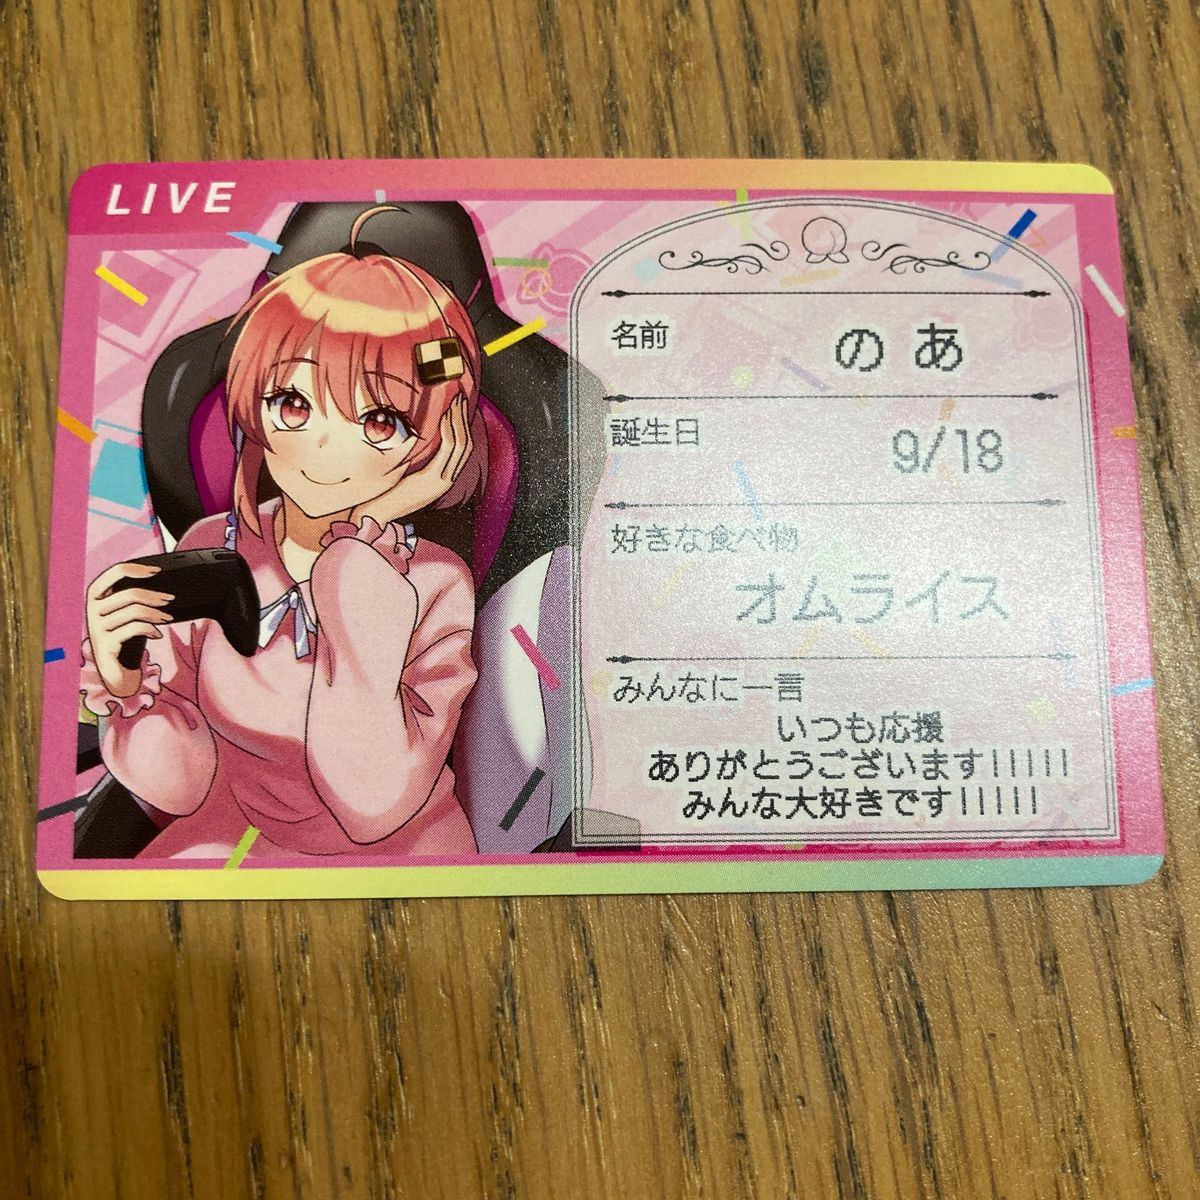 LIVE
名前
のあ
誕生日
9/18
好きな食べ物
オムライス
みんなに一言
いつも応援
ありがとうございます!!!!!
みんな大好きです!!!!!